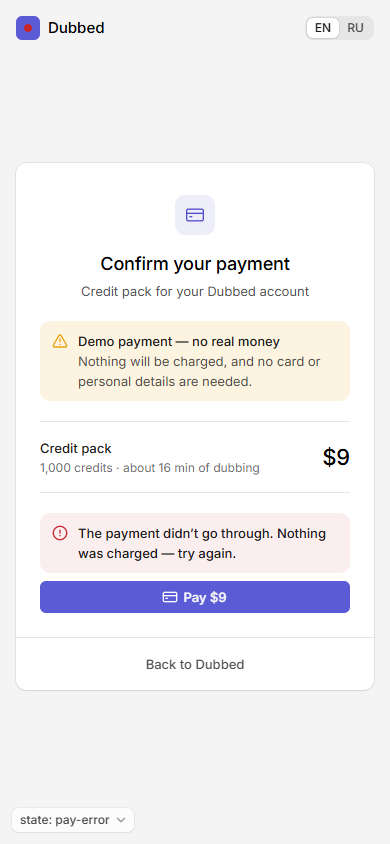 Dubbed
EN RU
Confirm your payment
Credit pack for your Dubbed account
Demo payment — no real money
Nothing will be charged, and no card or
personal details are needed.
Credit pack
$9
1,000 credits · about 16 min of dubbing
The payment didn’t go through. Nothing
was charged — try again.
Pay $9
Back to Dubbed
state: pay-error